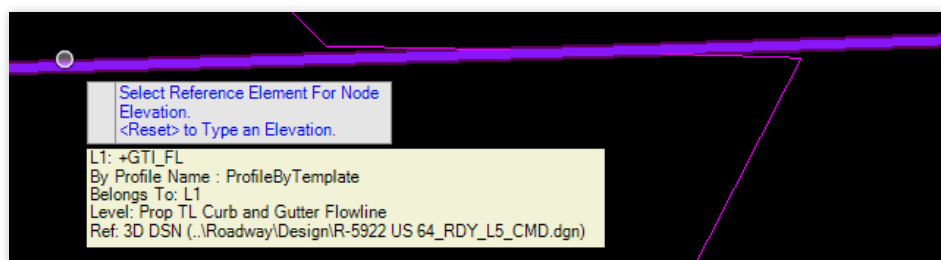 Select Reference Element For Node
Elevation.
<Reset> to Type an Elevation.
L1: +GTI_FL
By Profile Name : ProfileByTemplate
Belongs To: L1
Level: Prop TL Curb and Gutter Flowline
Ref: 3D DSN (..\Roadway\Design\R-5922 US 64_RDY_L5_CMD.dgn)